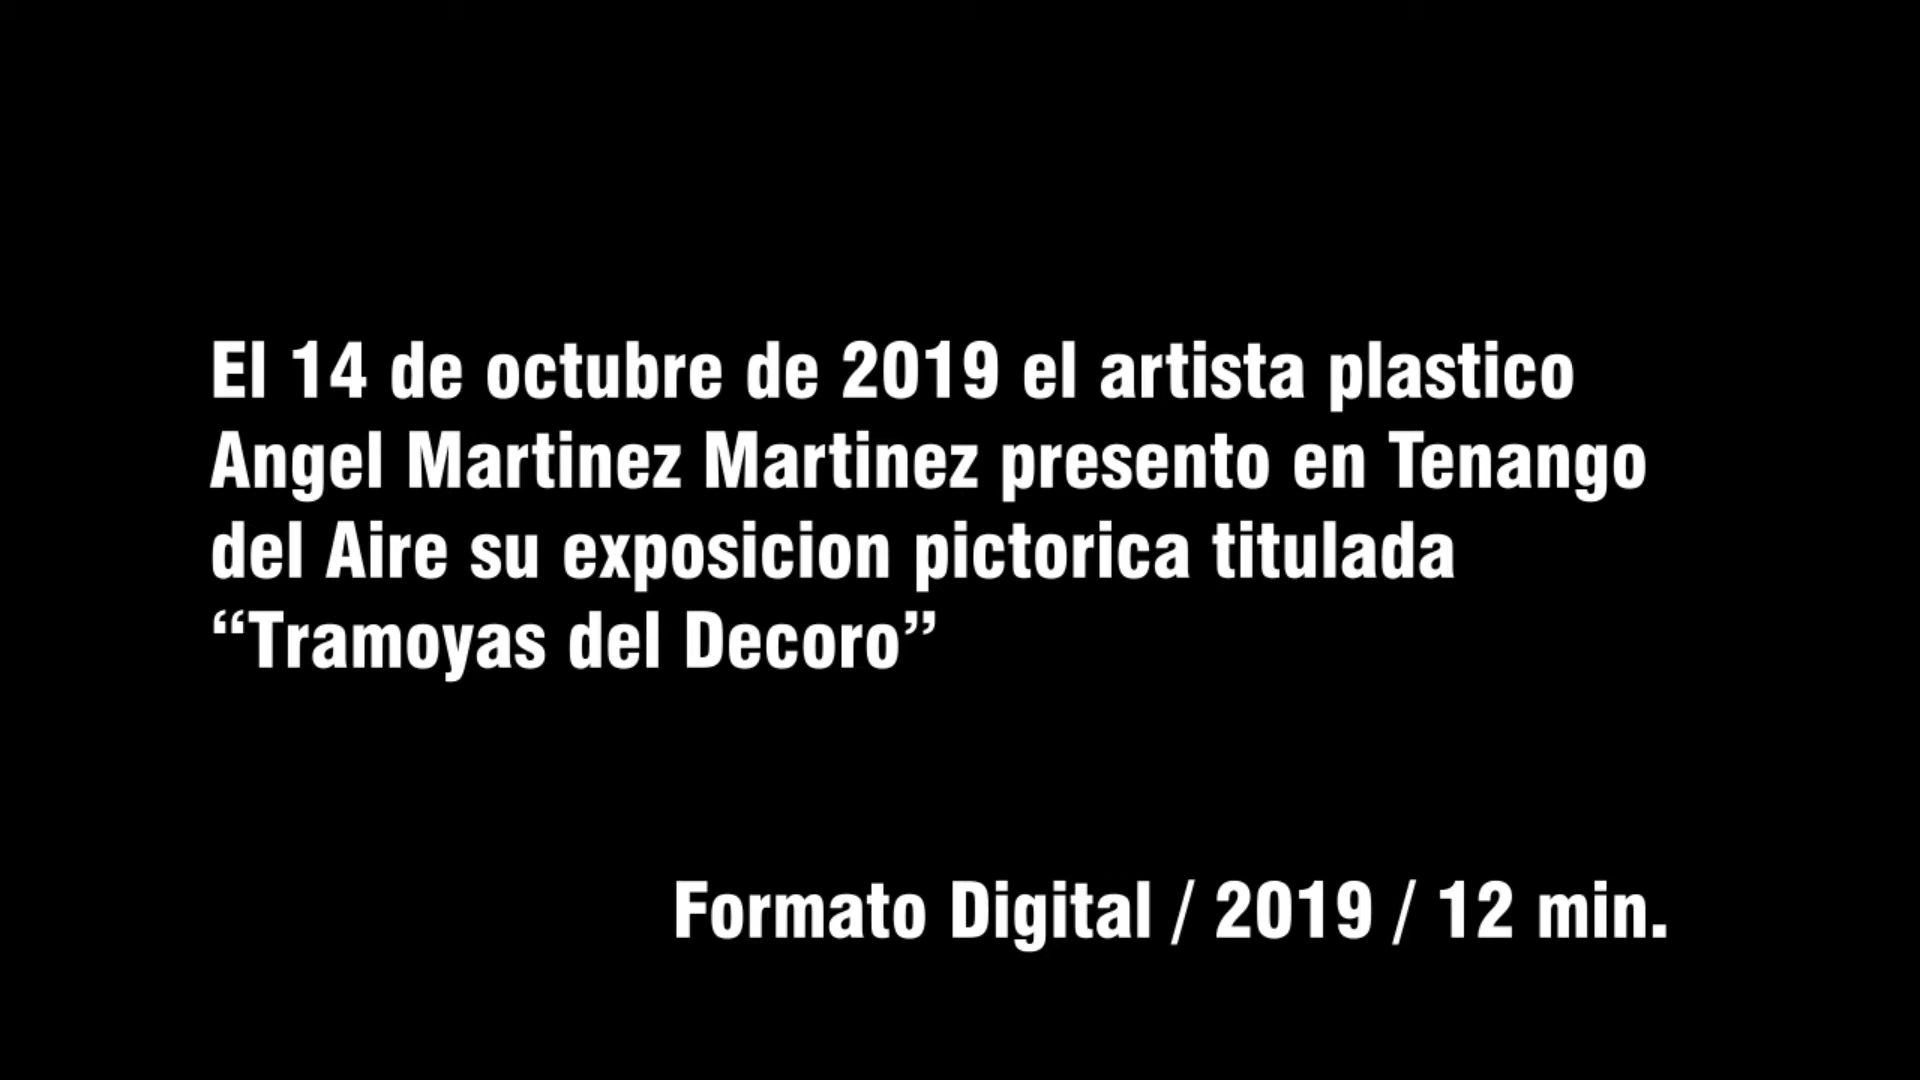 El 14 de octubre de 2019 el artista plastico
Angel Martinez Martinez presento en Tenango
del Aire su exposicion pictorica titulada
“Tramoyas del Decoro”
Formato Digital / 2019 / 12 min.